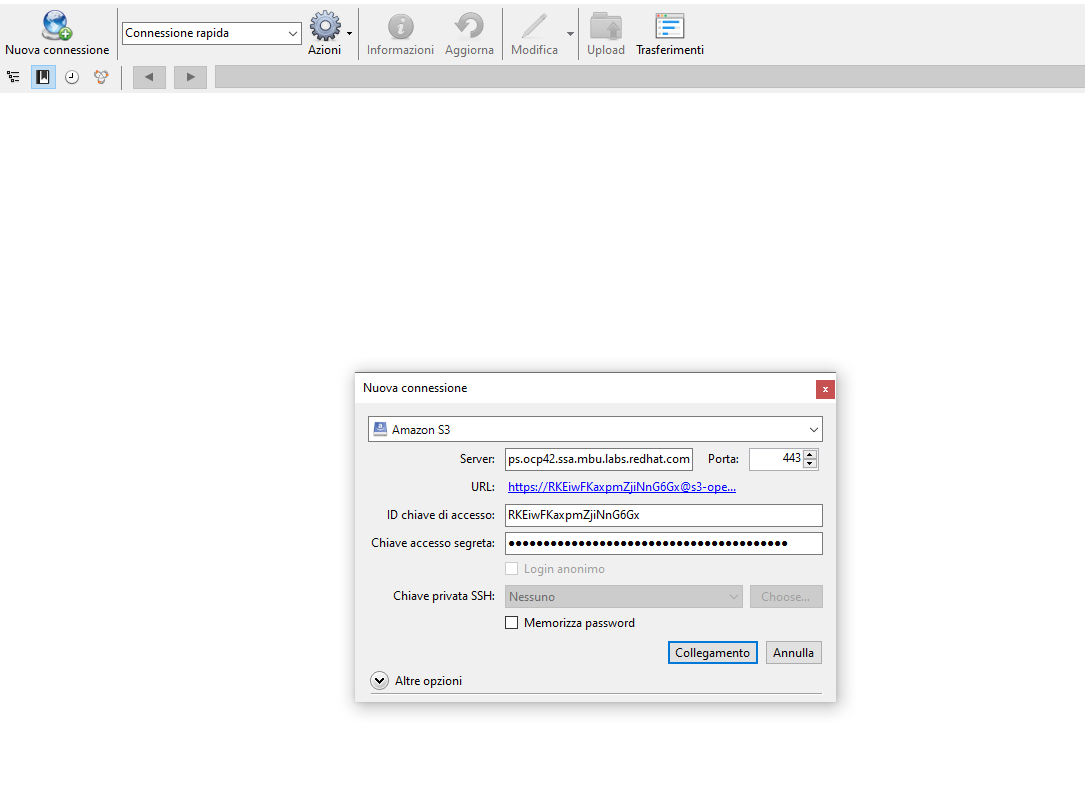 Nuova connessione
Connessione rapida
Azioni
Informazioni
Aggiorna
Modifica
Upload
Trasferimenti
Nuova connessione
x
Amazon S3
Server: ps.ocp42.ssa.mbu.labs.redhat.com Porta: 443
URL: https://RKEiwFKaxpmZjiNnG6Gx@s3-ope...
ID chiave di accesso: RKEiwFKaxpmZjiNnG6Gx
Chiave accesso segreta: ●●●●●●●●●●●●●●●●●●●●●●●●●●●●●●●●●●●●●●●●
Login anonimo
Chiave privata SSH: Nessuno Choose...
Memorizza password
Collegamento Annulla
Altre opzioni